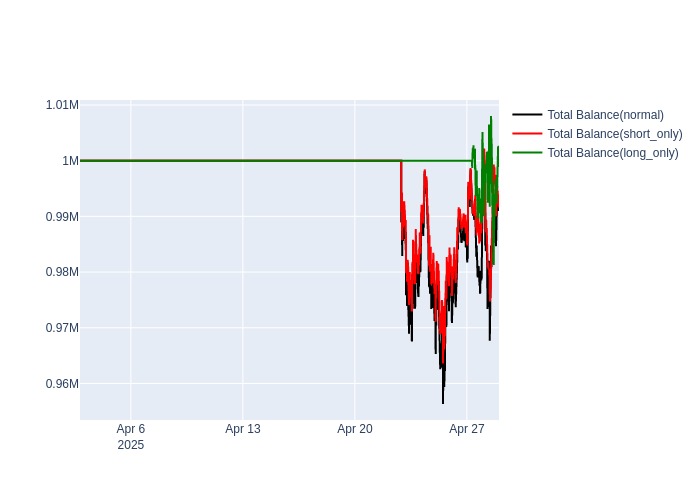 1.01M
1M
0.99M
0.98M
0.97M
0.96M
Apr 6
2025
Apr 13
Apr 20
Apr 27
Total Balance(normal)
Total Balance(short_only)
Total Balance(long_only)